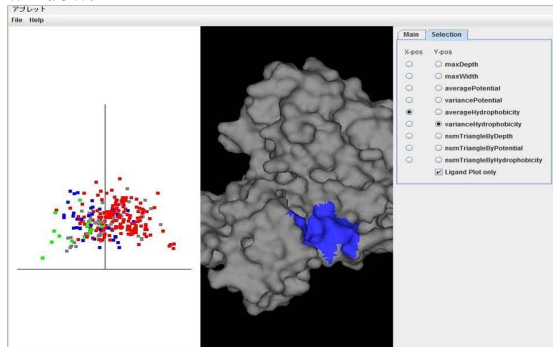 アプレット
File Help
Main Selection
X-pos Y-pos
maxDepth
maxWidth
averagePotential
variancePotential
averageHydrophobicity
varianceHydrophobicity
numTriangleByDepth
numTriangleByPotential
numTriangleByHydrophobicity
Ligand Plot only